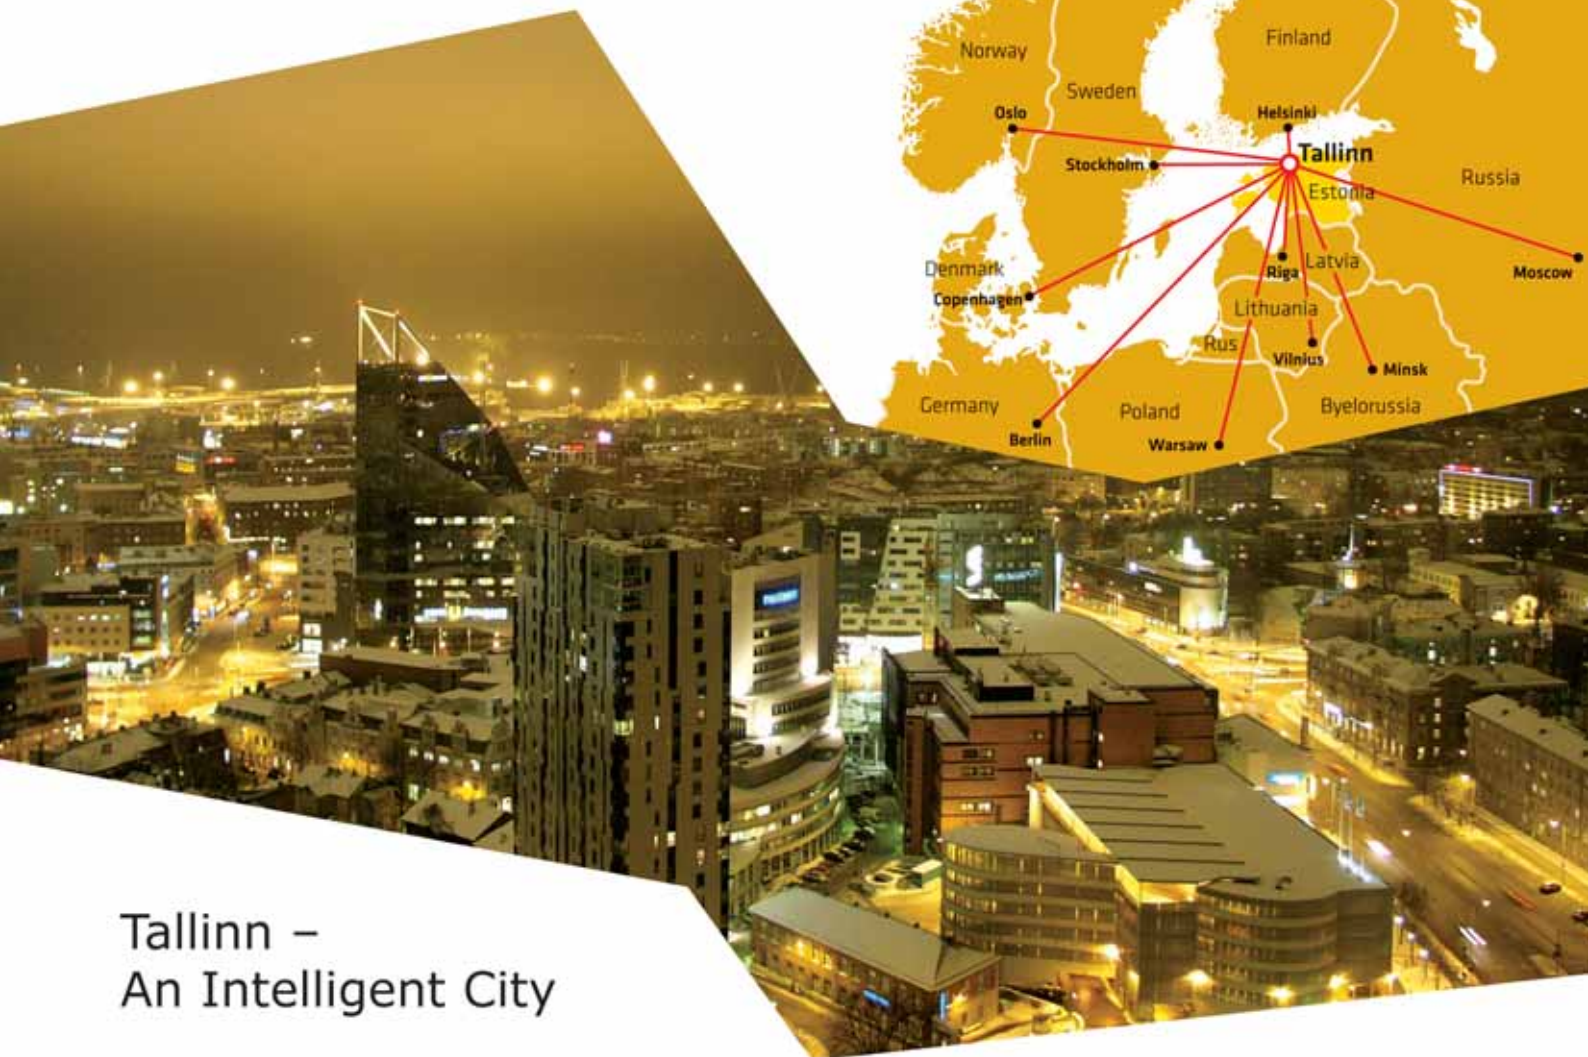 Norway
Finland
Sweden
Oslo
Helsinki
Stockholm
Tallinn
Estonia
Russia
Denmark
Riga
Latvia
Moscow
Copenhagen
Lithuania
Rus
Vilnius
Minsk
Germany
Poland
Byelorussia
Berlin
Warsaw
Tallinn –
An Intelligent City